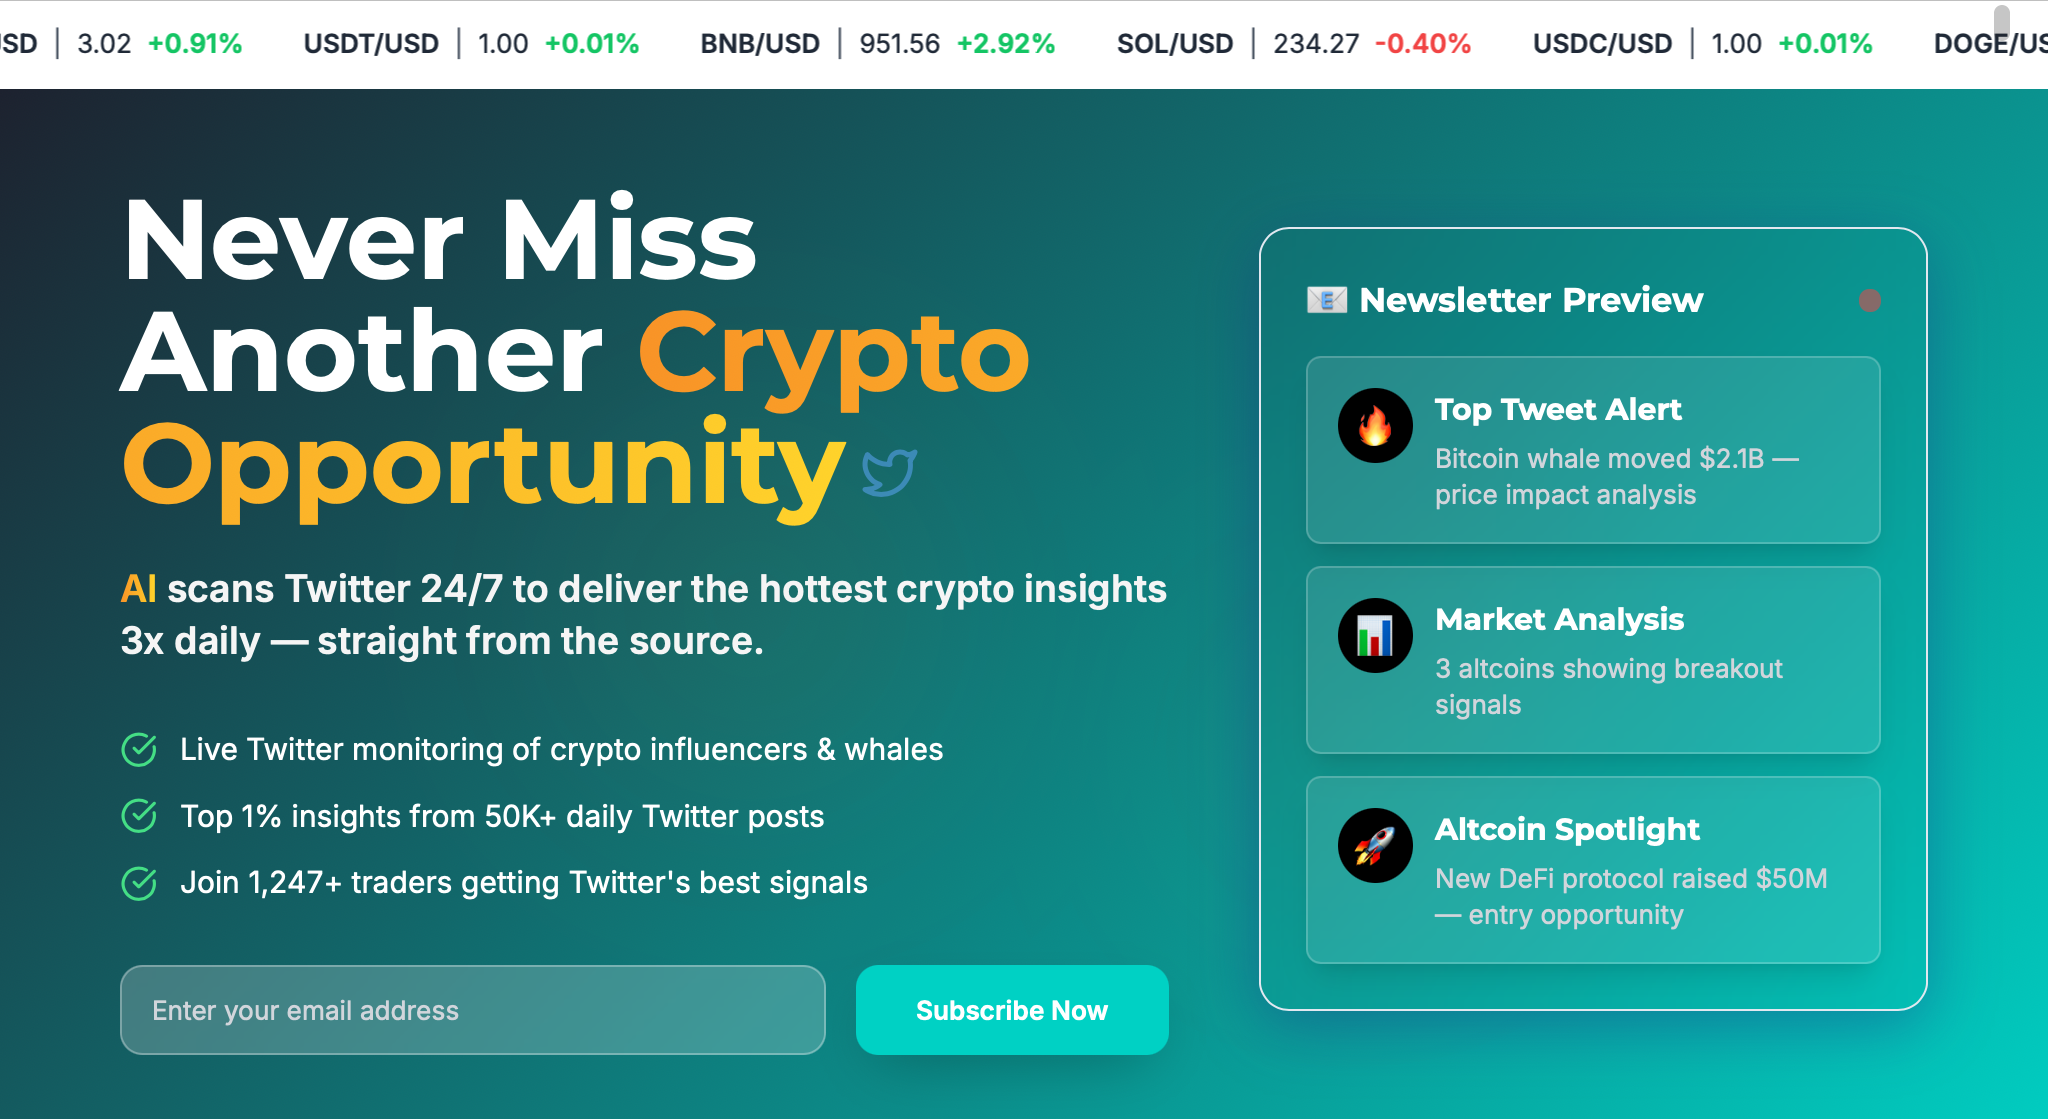 SD | 3.02 +0.91% USDT/USD | 1.00 +0.01% BNB/USD | 951.56 +2.92% SOL/USD | 234.27 -0.40% USDC/USD | 1.00 +0.01% DOGE/US
Never Miss
Another Crypto
Opportunity
AI scans Twitter 24/7 to deliver the hottest crypto insights
3x daily — straight from the source.
Live Twitter monitoring of crypto influencers & whales
Top 1% insights from 50K+ daily Twitter posts
Join 1,247+ traders getting Twitter's best signals
Enter your email address
Subscribe Now
Newsletter Preview
Top Tweet Alert
Bitcoin whale moved $2.1B —
price impact analysis
Market Analysis
3 altcoins showing breakout
signals
Altcoin Spotlight
New DeFi protocol raised $50M
— entry opportunity